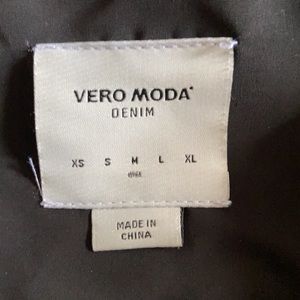 VERO MODA
DENIM
XS S M L XL
MADE IN
CHINA